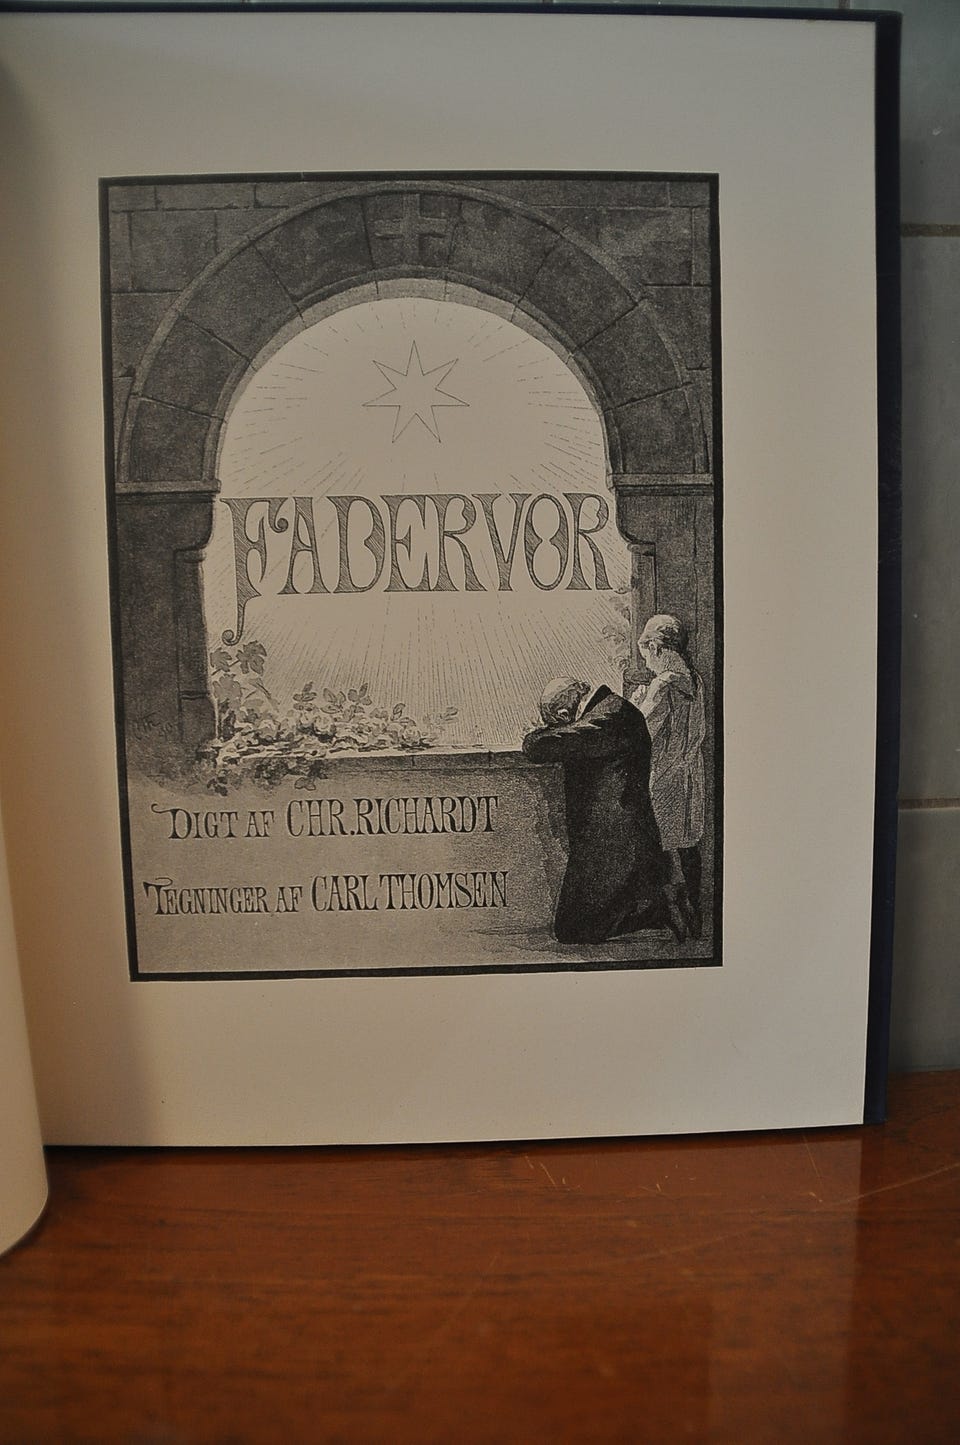 FADERVOR
DIGT AF CHR. RICHARDT
TEGNINGER AF CARL THOMSEN